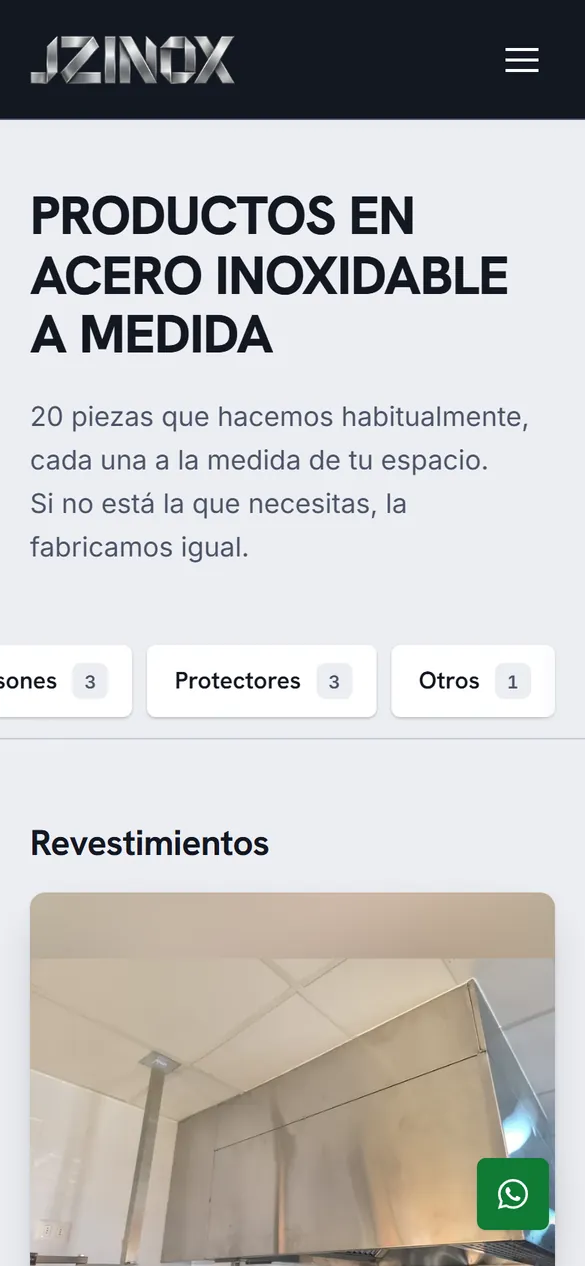 JZINOX
PRODUCTOS EN
ACERO INOXIDABLE
A MEDIDA
20 piezas que hacemos habitualmente,
cada una a la medida de tu espacio.
Si no está la que necesitas, la
fabricamos igual.
sones 3 Protectores 3 Otros 1
Revestimientos